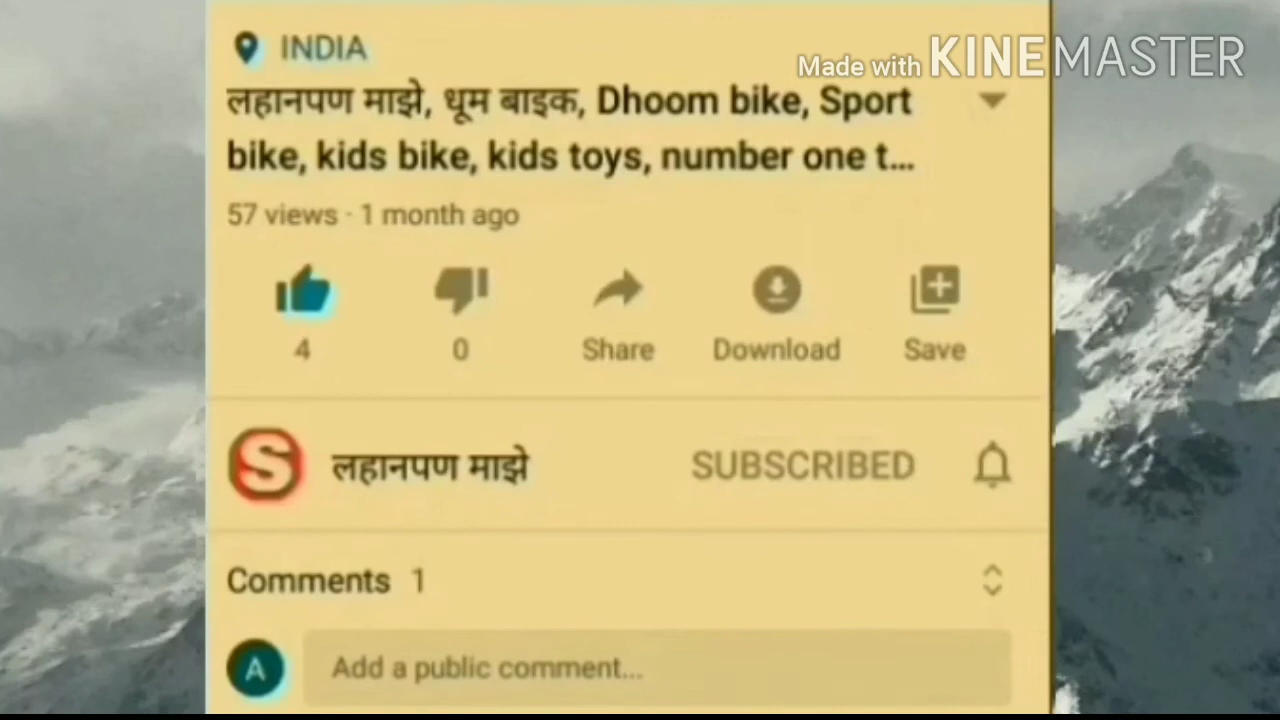 INDIA
Made with KINEMASTER
लहानपण माझे, धूम बाइक, Dhoom bike, Sport
bike, kids bike, kids toys, number one t...
57 views · 1 month ago
4
0
Share
Download
Save
S
लहानपण माझे
SUBSCRIBED
Comments 1
A
Add a public comment...